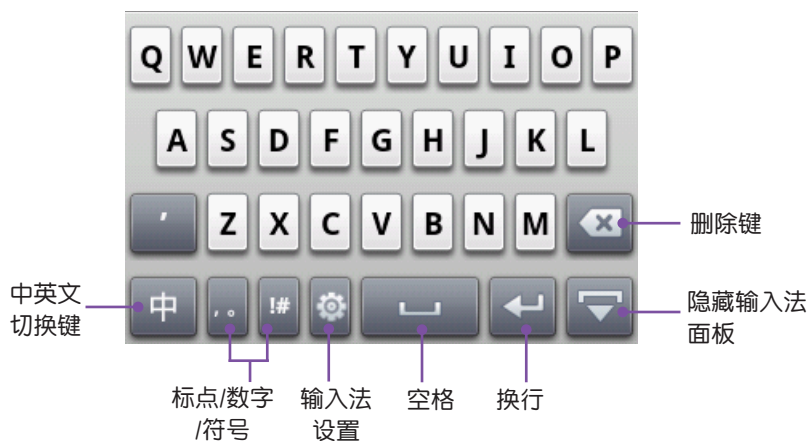 Q W E R T Y U I O P
A S D F G H J K L
' Z X C V B N M
删除键
中英文
切换键
中 , 。 !#
隐藏输入法
面板
标点/数字
/符号
输入法
设置
空格
换行